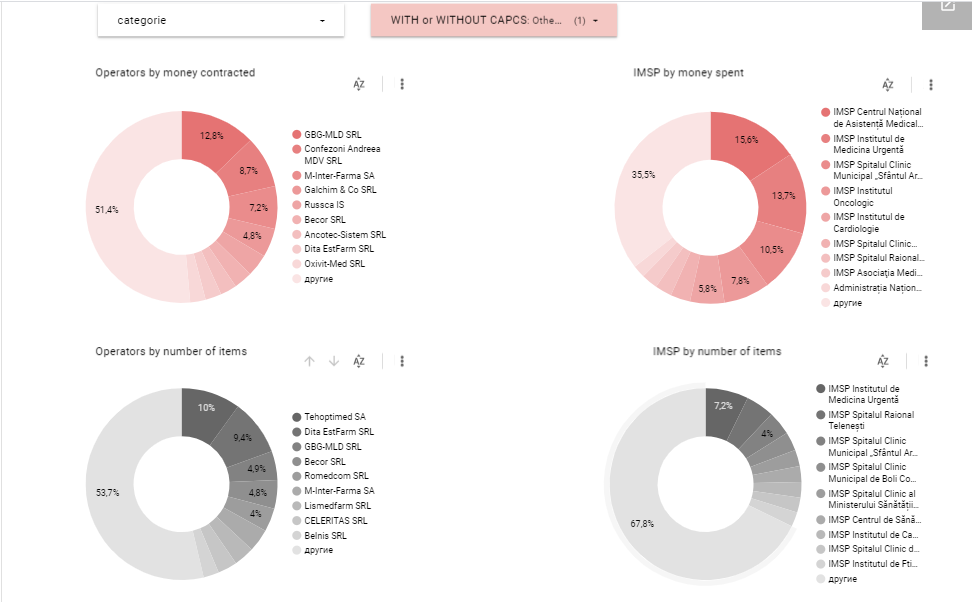 categorie
WITH or WITHOUT CAPCS: Othe... (1)
Operators by money contracted
12,8%
8,7%
7,2%
4,8%
51,4%
GBG-MLD SRL
Confezoni Andreea
MDV SRL
M-Inter-Farma SA
Galchim & Co SRL
Russca IS
Becor SRL
Ancotec-Sistem SRL
Dita EstFarm SRL
Oxivit-Med SRL
другие
IMSP by money spent
15,6%
13,7%
10,5%
7,8%
5,8%
35,5%
IMSP Centrul Național
de Asistență Medical...
IMSP Institutul de
Medicina Urgentă
IMSP Spitalul Clinic
Municipal „Sfântul Ar...
IMSP Institutul
Oncologic
IMSP Institutul de
Cardiologie
IMSP Spitalul Clinic...
IMSP Spitalul Raional...
IMSP Asociaţia Medi...
Administrația Națion...
другие
Operators by number of items
10%
9,4%
4,9%
4,8%
4%
53,7%
Tehoptimed SA
Dita EstFarm SRL
GBG-MLD SRL
Becor SRL
Romedcom SRL
M-Inter-Farma SA
Lismedfarm SRL
CELERITAS SRL
Belnis SRL
другие
IMSP by number of items
7,2%
4%
67,8%
IMSP Institutul de
Medicina Urgentă
IMSP Spitalul Raional
Telenești
IMSP Spitalul Clinic
Municipal „Sfântul Ar...
IMSP Spitalul Clinic
Municipal de Boli Co...
IMSP Spitalul Clinic al
Ministerului Sănătății...
IMSP Centrul de Sănă...
IMSP Institutul de Ca...
IMSP Spitalul Clinic d...
IMSP Institutul de Fti...
другие